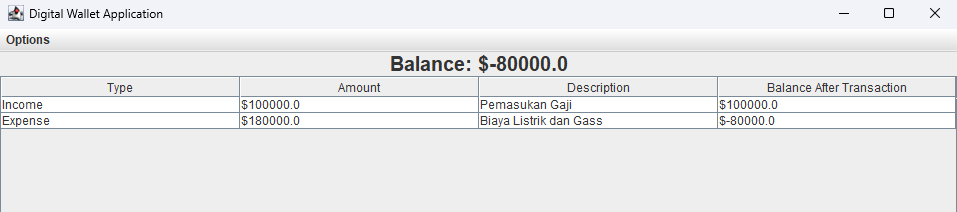 Digital Wallet Application
Options
Balance: $-80000.0
Type Amount Description Balance After Transaction
Income $100000.0 Pemasukan Gaji $100000.0
Expense $180000.0 Biaya Listrik dan Gass $-80000.0